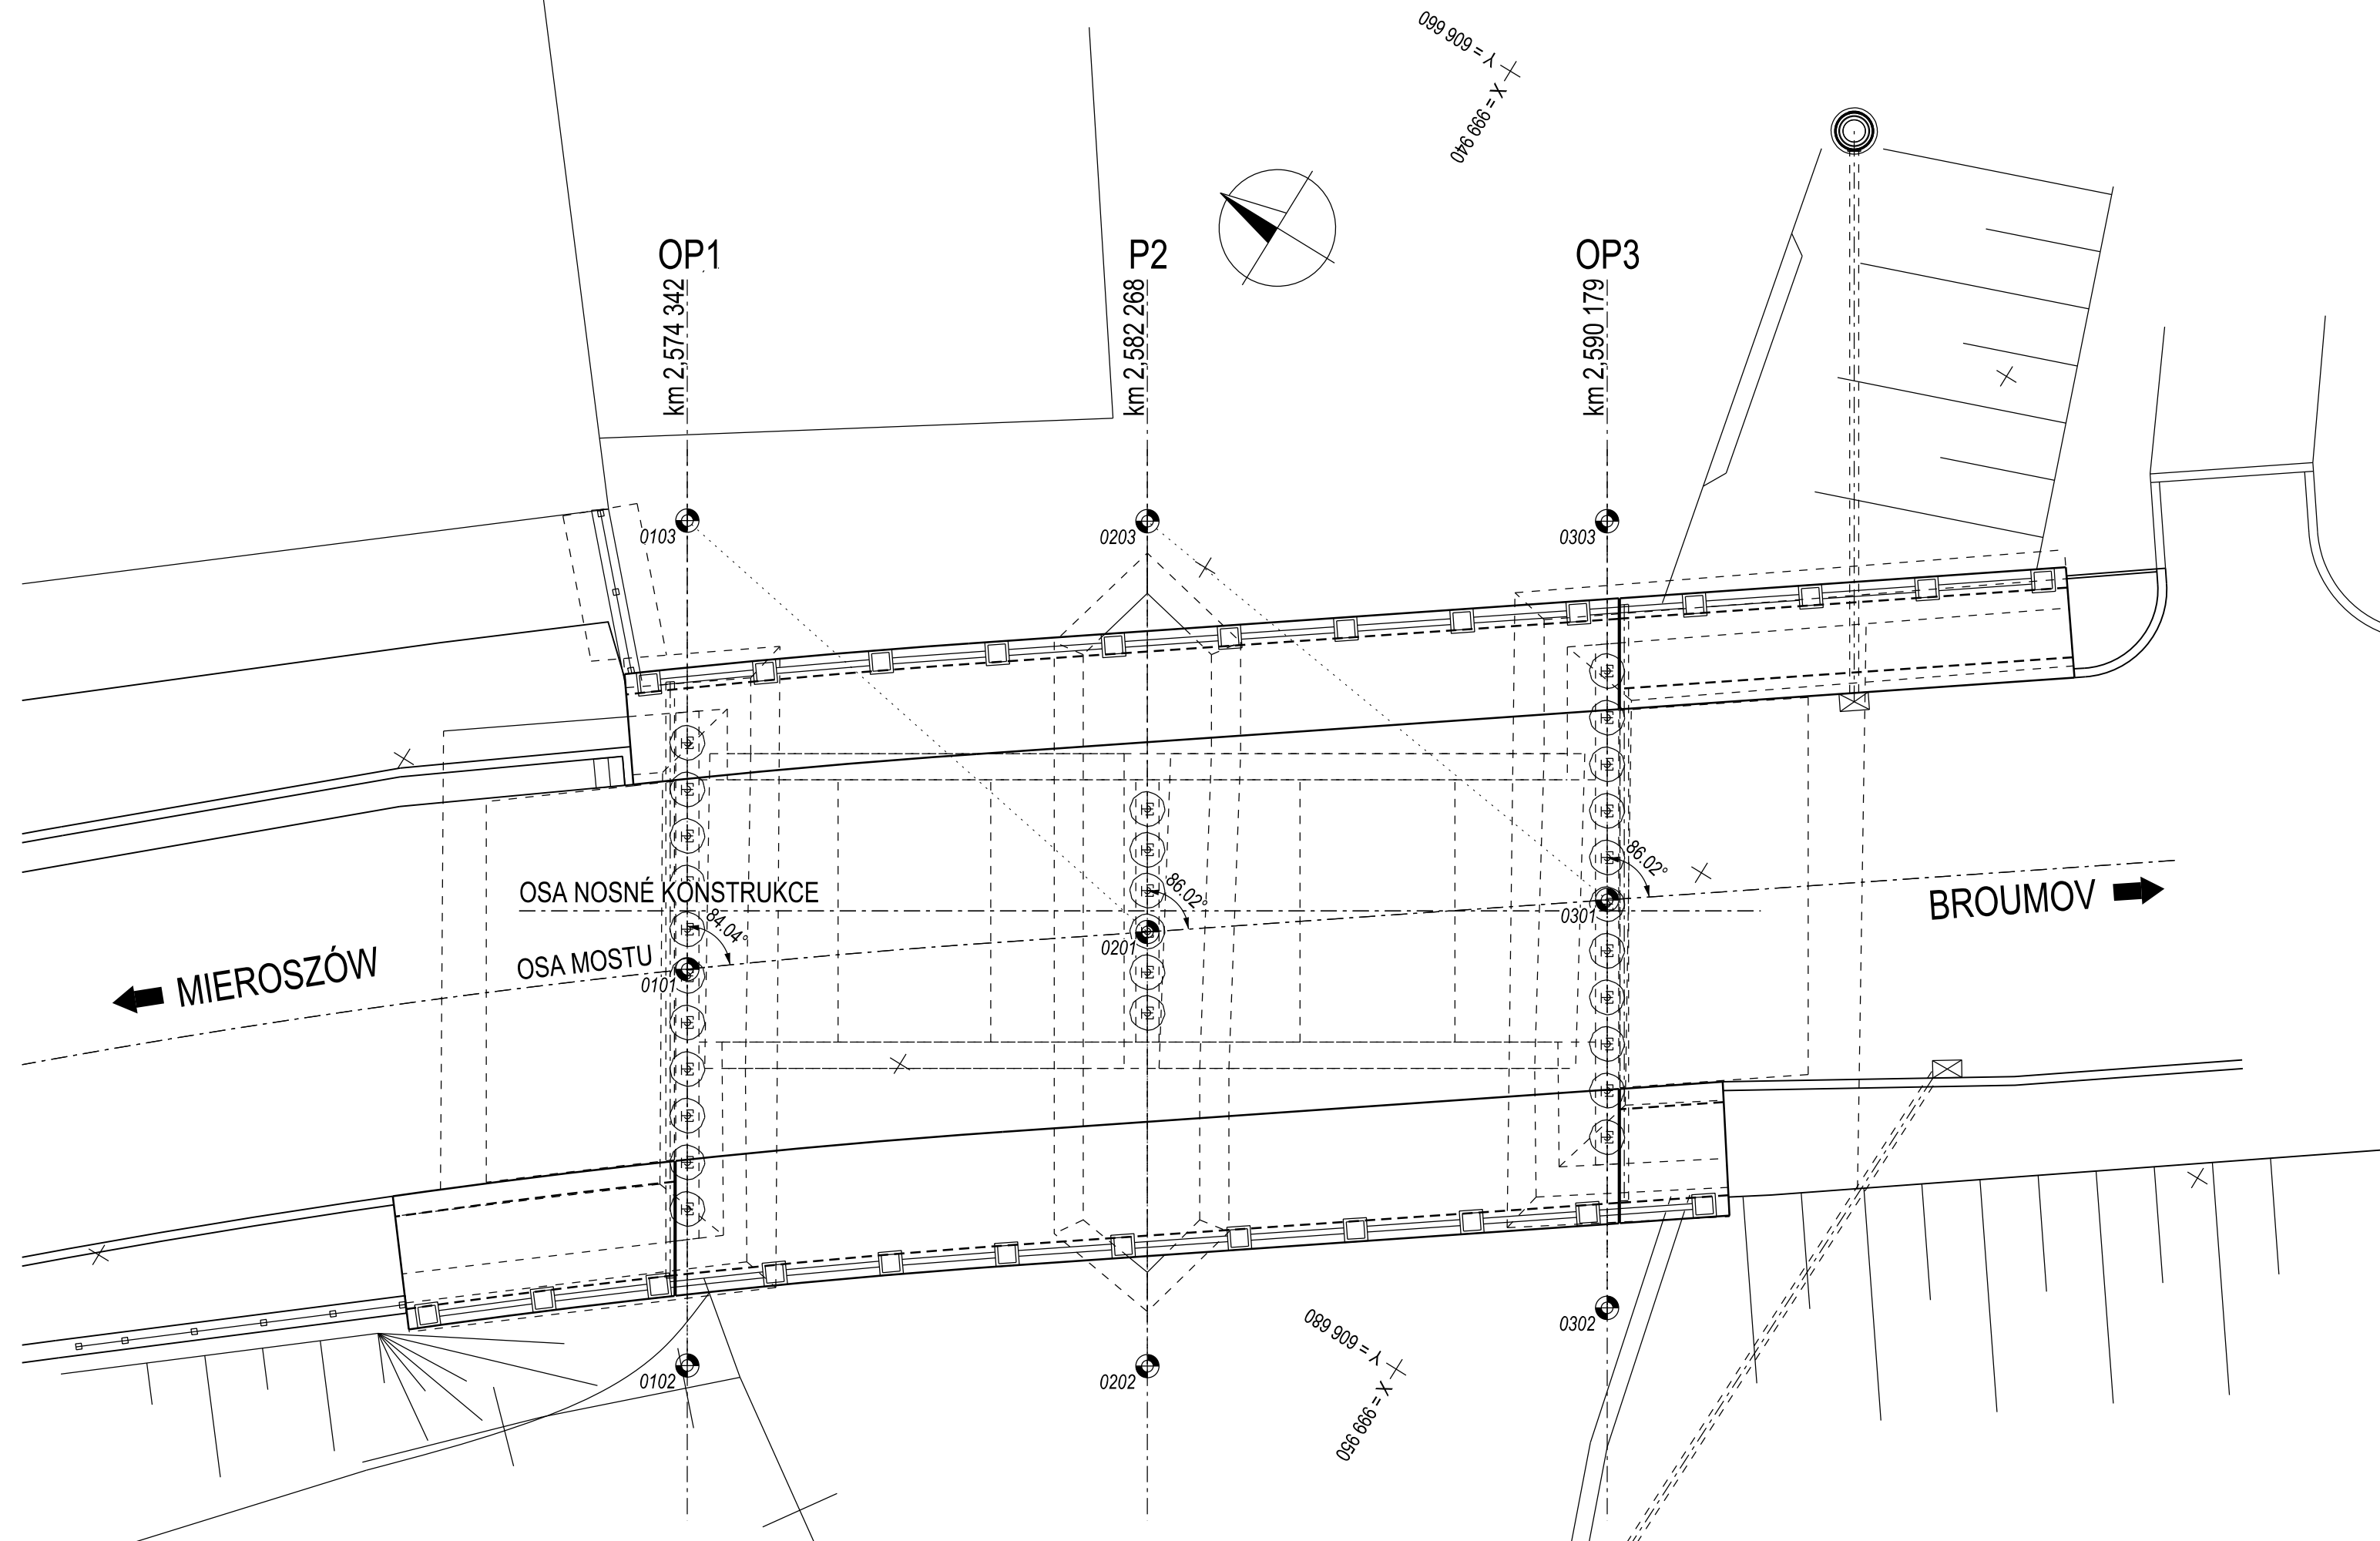 Y = 609 660
X = 999 940
OP1
P2
OP3
km 2,574 342
km 2,582 268
km 2,590 179
0103
0203
0303
86.02°
OSA NOSNÉ KONSTRUKCE
86.02°
BROUMOV
0301
84.04°
0201
OSA MOSTU
MIEROSZÓW
0101
Y = 609 680
0302
0102
0202
X = 999 950